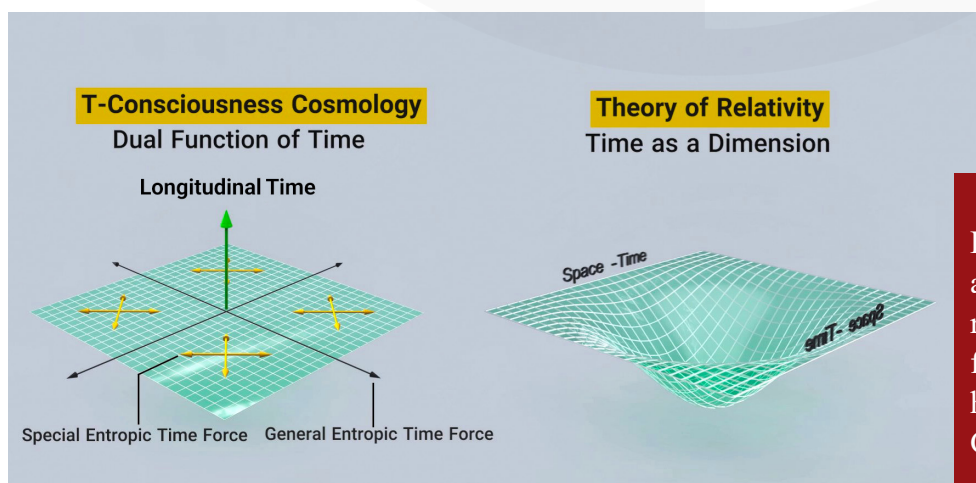 T-Consciousness Cosmology
Dual Function of Time
Longitudinal Time
Special Entropic Time Force
General Entropic Time Force
Theory of Relativity
Time as a Dimension
Space -Time
Space -Time